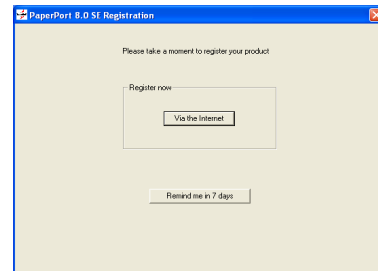 PaperPort 8.0 SE Registration
Please take a moment to register your product
Register now
Via the Internet
Remind me in 7 days